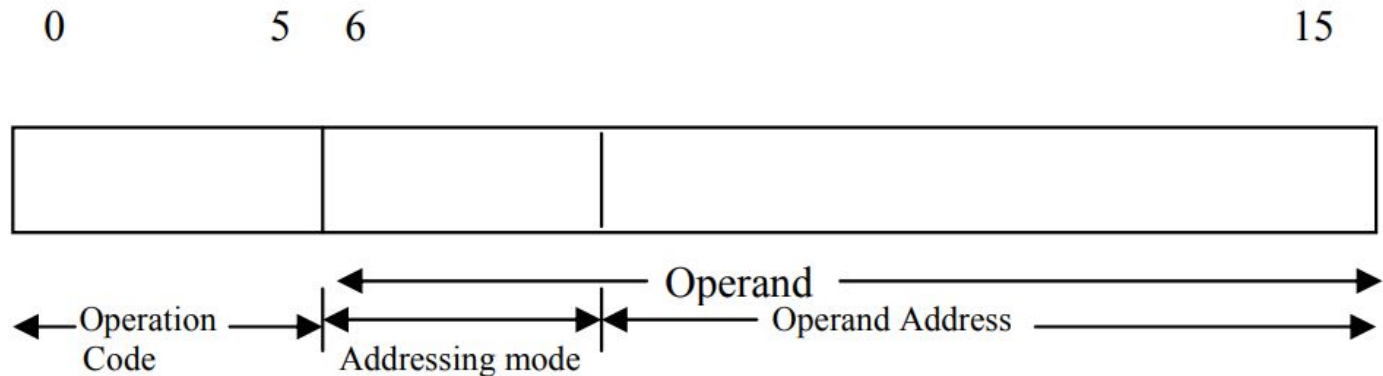 0 5 6 15
Operand
Operation Operand Address
Code Addressing mode